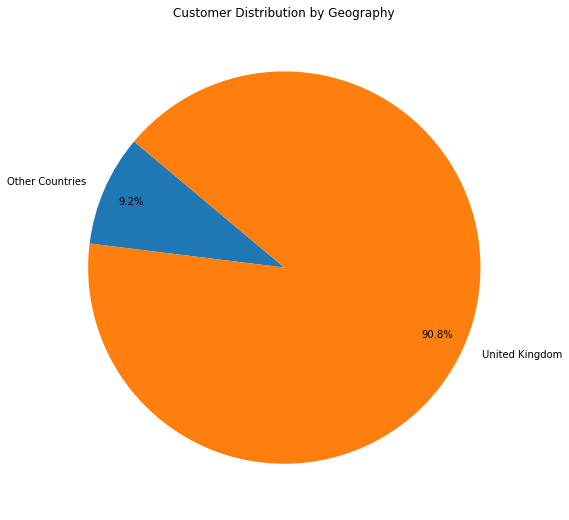 Customer Distribution by Geography
Other Countries
9.2%
90.8%
United Kingdom